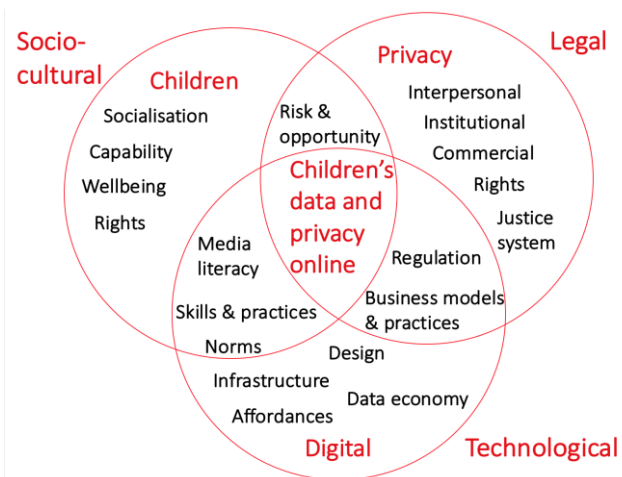 Socio-
cultural
Children
Socialisation
Capability
Wellbeing
Rights
Risk &
opportunity
Privacy
Legal
Interpersonal
Institutional
Commercial
Rights
Justice
system
Children’s
data and
privacy
online
Media
literacy
Skills & practices
Norms
Regulation
Business models
& practices
Design
Infrastructure
Data economy
Affordances
Digital
Technological